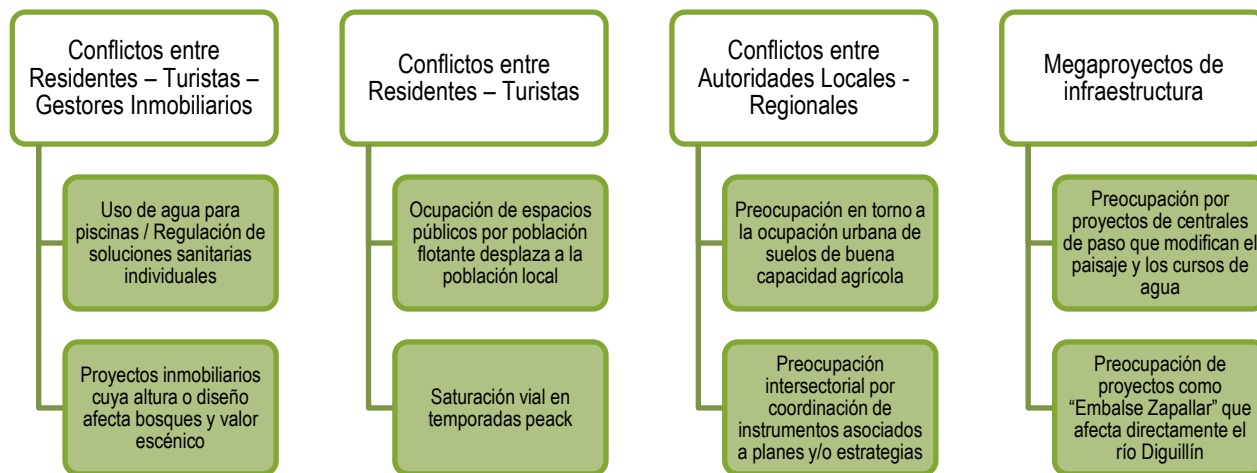 Conflictos entre
Residentes – Turistas –
Gestores Inmobiliarios
Uso de agua para
piscinas / Regulación de
soluciones sanitarias
individuales
Proyectos inmobiliarios
cuya altura o diseño
afecta bosques y valor
escénico
Conflictos entre
Residentes – Turistas
Ocupación de espacios
públicos por población
flotante desplaza a la
población local
Saturación vial en
temporadas peack
Conflictos entre
Autoridades Locales -
Regionales
Preocupación en torno a
la ocupación urbana de
suelos de buena
capacidad agrícola
Preocupación
intersectorial por
coordinación de
instrumentos asociados
a planes y/o estrategias
Megaproyectos de
infraestructura
Preocupación por
proyectos de centrales
de paso que modifican el
paisaje y los cursos de
agua
Preocupación de
proyectos como
“Embalse Zapallar” que
afecta directamente el
río Diguillín